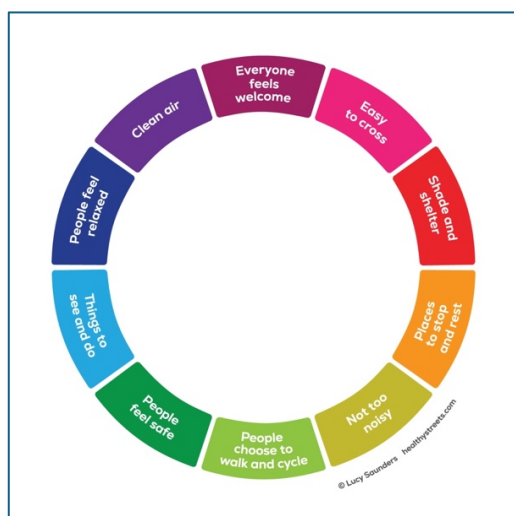 Everyone
feels
welcome
Easy
to cross
Shade and
shelter
Places
to stop
and rest
Not too
noisy
People
choose to
walk and cycle
People
feel safe
Things to
see and do
People feel
relaxed
Clean air
© Lucy Saunders healthystreets.com